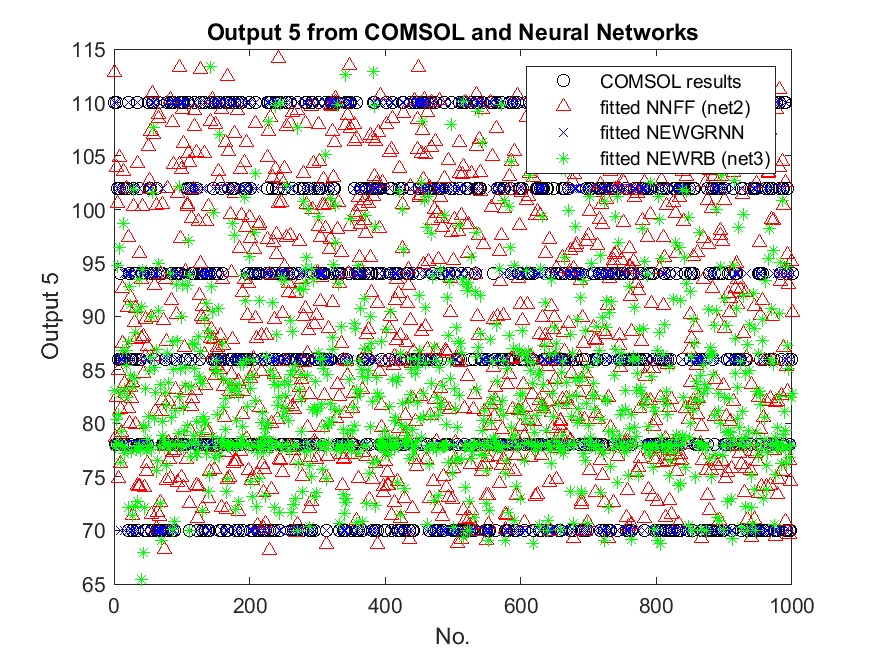 Output 5 from COMSOL and Neural Networks
115
110
105
100
95
90
85
80
75
70
65
Output 5
COMSOL results
fitted NNFF (net2)
fitted NEWGRNN
fitted NEWRB (net3)
0
200
400
600
800
1000
No.